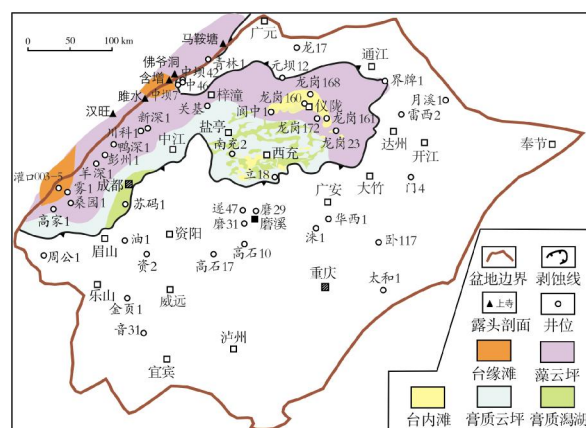 0 50 100 km
马鞍塘
广元
龙17
佛爷洞
青林1
元坝12
通江
含增
中坝42
中46
龙岗168
界牌1
雎水
中坝7
梓潼
龙岗160
仪陇
月溪1
汉旺
关基
阆中1
龙岗161
雷西2
新深1
盐亭
龙岗172
川科1
中江
南充2
西充
龙岗23
达州
开江
奉节
鸭深1
彭州1
羊深1
立18
大竹
门4
灌口003-5
成都
广安
雾1
桑园1
苏码1
遂47
磨29
高家1
磨31
磨溪
华西1
洙1
眉山
油1
资阳
高石10
卧117
周公1
资2
高石17
重庆
太和1
乐山
金页1
威远
音31
泸州
宜宾
盆地边界
剥蚀线
上寺
露头剖面
井位
台缘滩
藻云坪
台内滩
膏质云坪
膏质潟湖